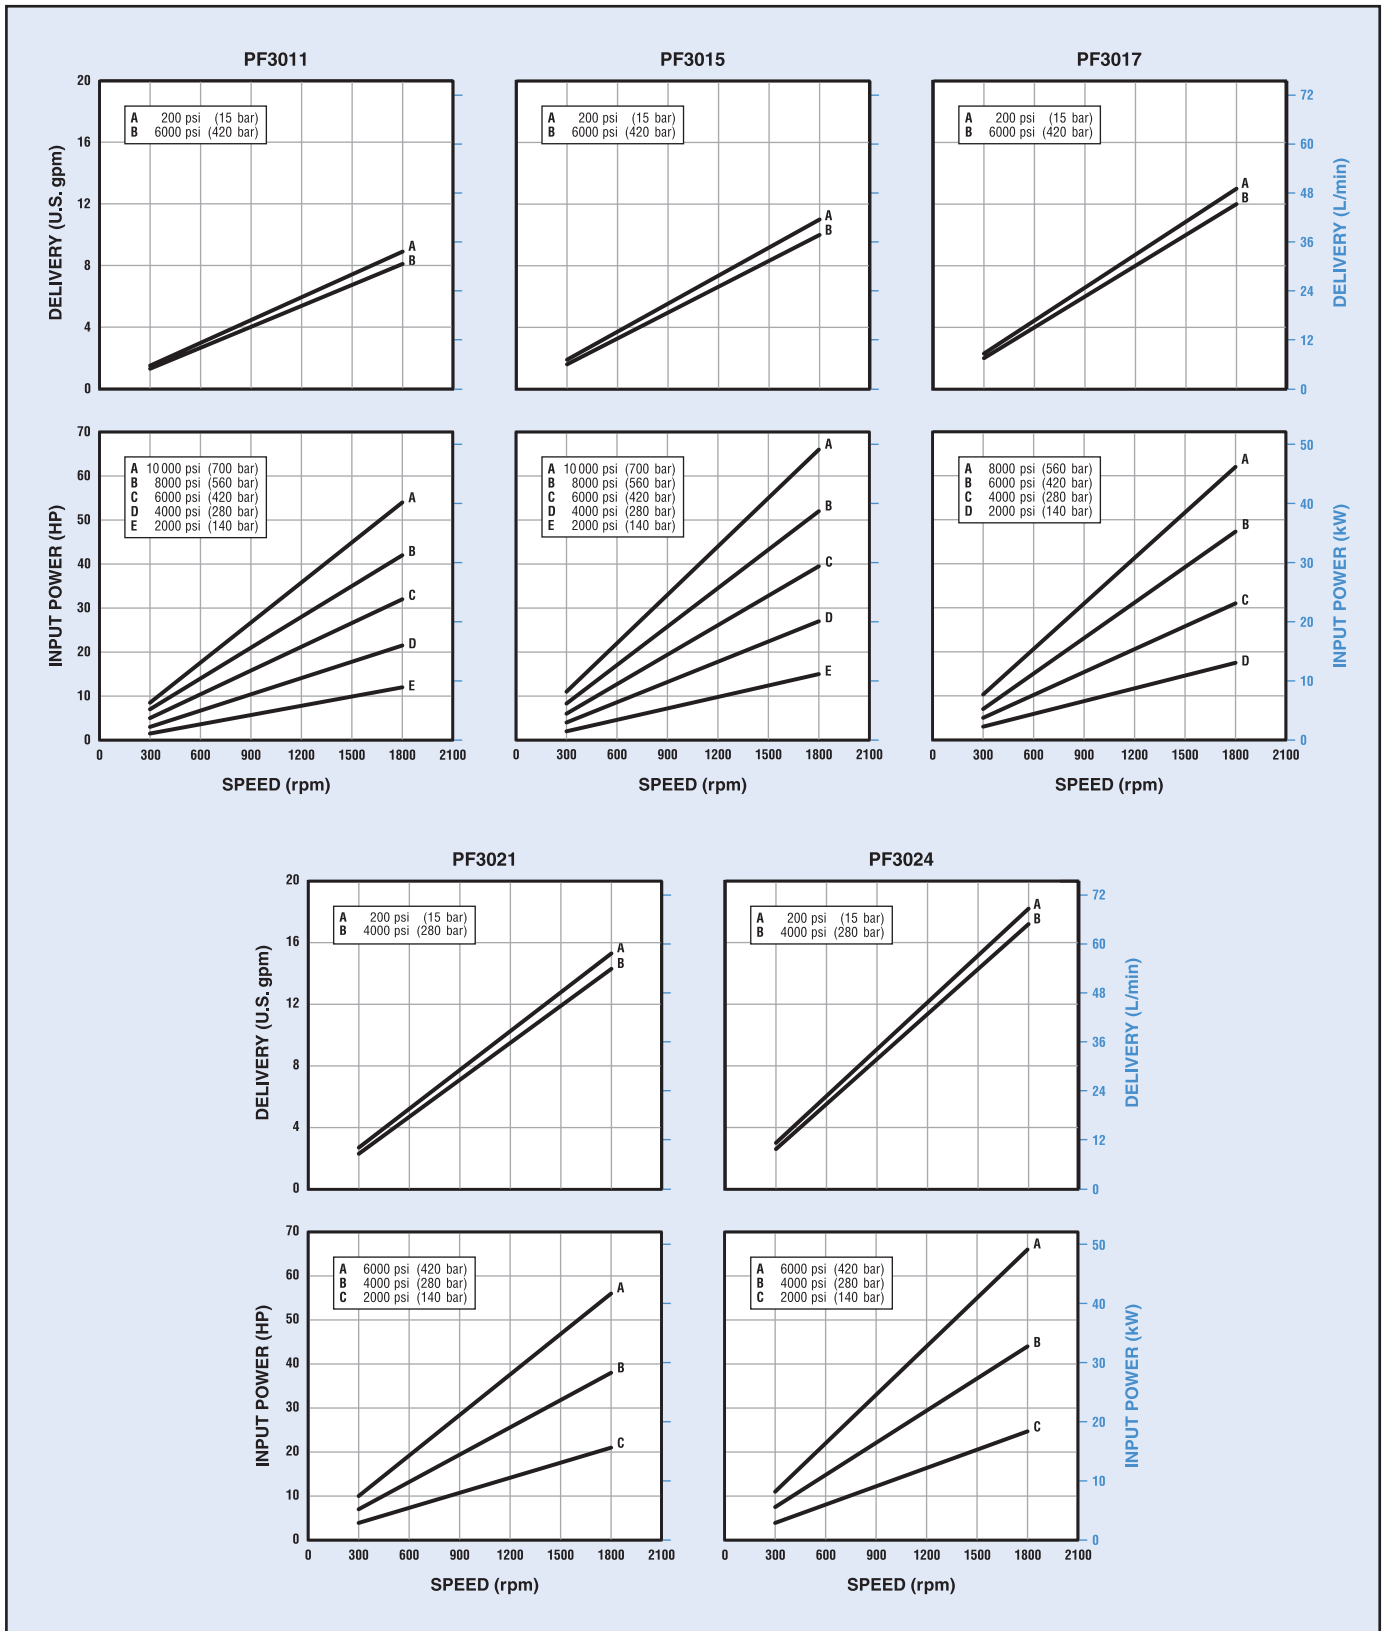 PF3011
PF3015
PF3017
20
16
12
8
4
0
DELIVERY (U.S. gpm)
A 200 psi (15 bar)
B 6000 psi (420 bar)
A
B
A 200 psi (15 bar)
B 6000 psi (420 bar)
A
B
A 200 psi (15 bar)
B 6000 psi (420 bar)
A
B
72
60
48
36
24
12
0
DELIVERY (L/min)
70
60
50
40
30
20
10
0
INPUT POWER (HP)
A 10 000 psi (700 bar)
B 8000 psi (560 bar)
C 6000 psi (420 bar)
D 4000 psi (280 bar)
E 2000 psi (140 bar)
A
B
C
D
E
0 300 600 900 1200 1500 1800 2100
SPEED (rpm)
A 10 000 psi (700 bar)
B 8000 psi (560 bar)
C 6000 psi (420 bar)
D 4000 psi (280 bar)
E 2000 psi (140 bar)
A
B
C
D
E
0 300 600 900 1200 1500 1800 2100
SPEED (rpm)
A 8000 psi (560 bar)
B 6000 psi (420 bar)
C 4000 psi (280 bar)
D 2000 psi (140 bar)
A
B
C
D
0 300 600 900 1200 1500 1800 2100
SPEED (rpm)
50
40
30
20
10
0
INPUT POWER (kW)
PF3021
PF3024
20
16
12
8
4
0
DELIVERY (U.S. gpm)
A 200 psi (15 bar)
B 4000 psi (280 bar)
A
B
A 200 psi (15 bar)
B 4000 psi (280 bar)
A
B
72
60
48
36
24
12
0
DELIVERY (L/min)
70
60
50
40
30
20
10
0
INPUT POWER (HP)
A 6000 psi (420 bar)
B 4000 psi (280 bar)
C 2000 psi (140 bar)
A
B
C
0 300 600 900 1200 1500 1800 2100
SPEED (rpm)
A 6000 psi (420 bar)
B 4000 psi (280 bar)
C 2000 psi (140 bar)
A
B
C
0 300 600 900 1200 1500 1800 2100
SPEED (rpm)
50
40
30
20
10
0
INPUT POWER (kW)